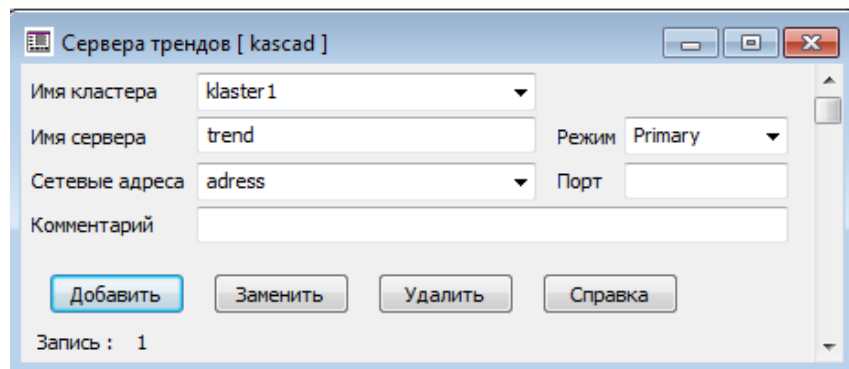 Сервера трендов [ kascad ]
Имя кластера klaster1
Имя сервера trend Режим Primary
Сетевые адреса adress Порт
Комментарий
Добавить Заменить Удалить Справка
Запись : 1